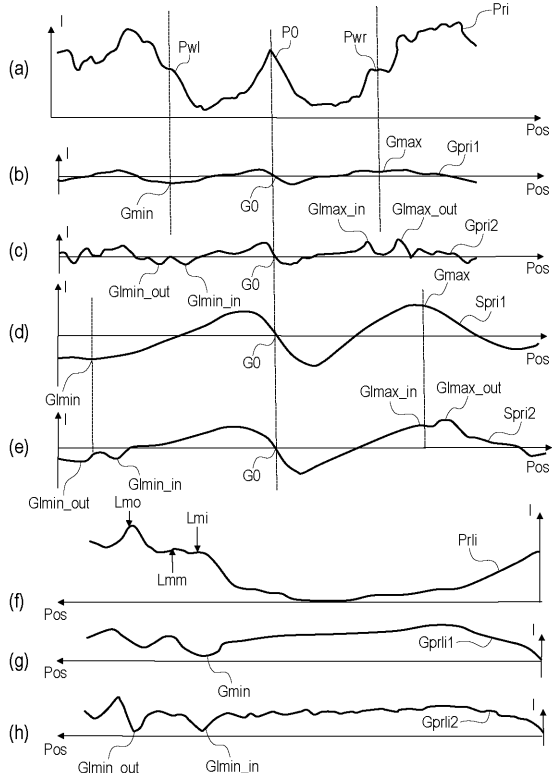 I
Pri
P0
Pwl
Pwr
(a)
Pos
I
Gmax
Gpri1
(b)
Gmin
G0
Pos
Glmax_in
Glmax_out
I
Gpri2
(c)
Glmin_out
G0
Pos
Glmin_in
Gmax
I
Spri1
(d)
G0
Pos
Glmin
Glmax_in
Glmax_out
I
Spri2
(e)
G0
Pos
Glmin_in
Glmin_out
Lmo
Lmi
I
Prli
Lmm
(f)
Pos
I
Gprli1
(g)
Pos
Gmin
I
Gprli2
(h)
Pos
Glmin_out
Glmin_in